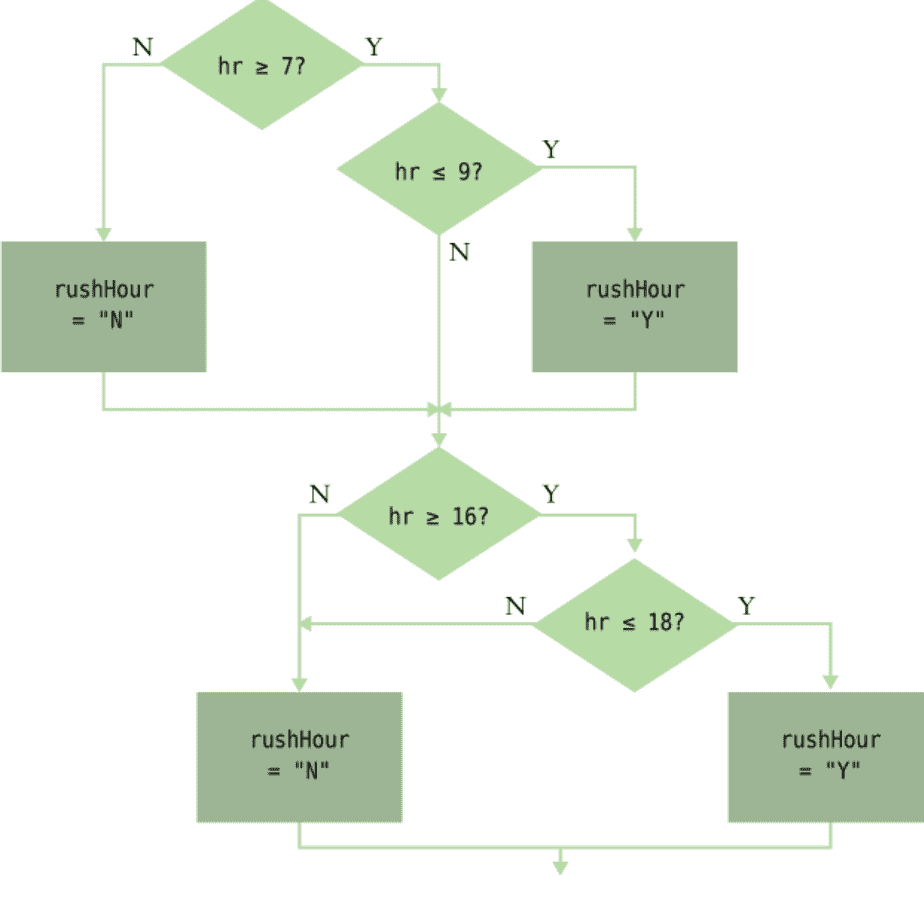 N
Y
hr ≥ 7?
Y
hr ≤ 9?
N
rushHour
= "N"
rushHour
= "Y"
N
Y
hr ≥ 16?
N
Y
hr ≤ 18?
rushHour
= "N"
rushHour
= "Y"